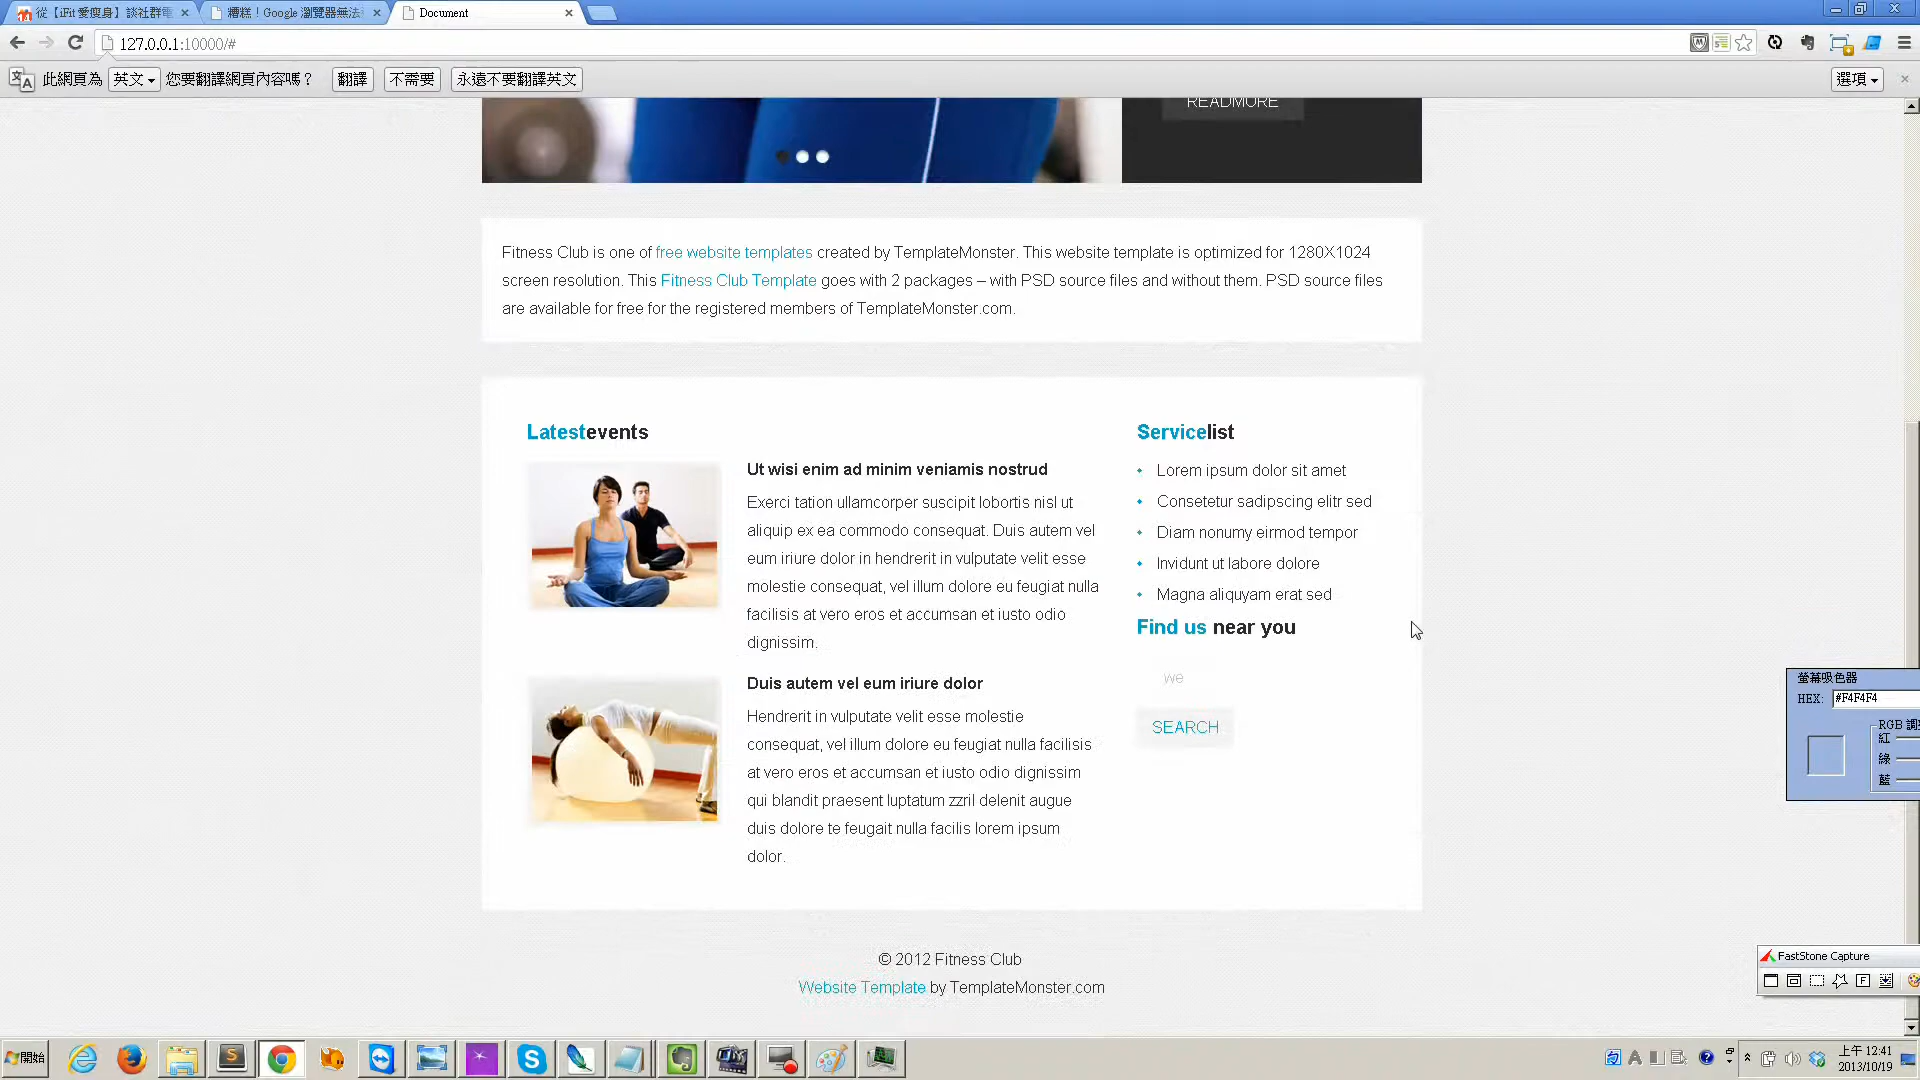 從【iFit 愛瘦身】談社群電
糟糕！Google 瀏覽器無法
Document
127.0.0.1:10000/#
此網頁為 英文 您要翻譯網頁內容嗎？ 翻譯 不需要 永遠不要翻譯英文 選項
READMORE
Fitness Club is one of free website templates created by TemplateMonster. This website template is optimized for 1280X1024
screen resolution. This Fitness Club Template goes with 2 packages – with PSD source files and without them. PSD source files
are available for free for the registered members of TemplateMonster.com.
Latestevents
Ut wisi enim ad minim veniamis nostrud
Exerci tation ullamcorper suscipit lobortis nisl ut
aliquip ex ea commodo consequat. Duis autem vel
eum iriure dolor in hendrerit in vulputate velit esse
molestie consequat, vel illum dolore eu feugiat nulla
facilisis at vero eros et accumsan et iusto odio
dignissim.
Duis autem vel eum iriure dolor
Hendrerit in vulputate velit esse molestie
consequat, vel illum dolore eu feugiat nulla facilisis
at vero eros et accumsan et iusto odio dignissim
qui blandit praesent luptatum zzril delenit augue
duis dolore te feugait nulla facilis lorem ipsum
dolor.
Servicelist
Lorem ipsum dolor sit amet
Consetetur sadipscing elitr sed
Diam nonumy eirmod tempor
Invidunt ut labore dolore
Magna aliquyam erat sed
Find us near you
we
SEARCH
© 2012 Fitness Club
Website Template by TemplateMonster.com
螢幕吸色器
HEX: #F4F4F4
RGB 調
紅
綠
藍
FastStone Capture
開始
上午 12:41
2013/10/19